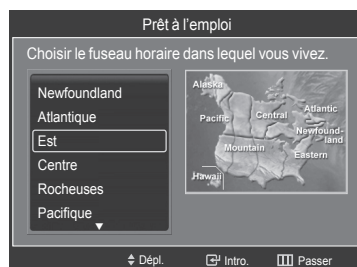 Prêt à l'emploi
Choisir le fuseau horaire dans lequel vous vivez.
Newfoundland
Atlantique
Est
Centre
Rocheuses
Pacifique
Alaska
Pacific
Central
Atlantic
Newfound-
land
Mountain
Eastern
Hawaii
Dépl.
Intro.
Passer